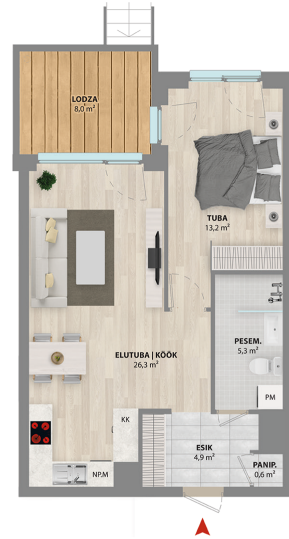 LODZA
8,0 m²
TUBA
13,2 m²
PESEM.
5,3 m²
ELUTUBA | KÖÖK
26,3 m²
PM
KK
ESIK
4,9 m²
PANIP.
0,6 m²
NP.M